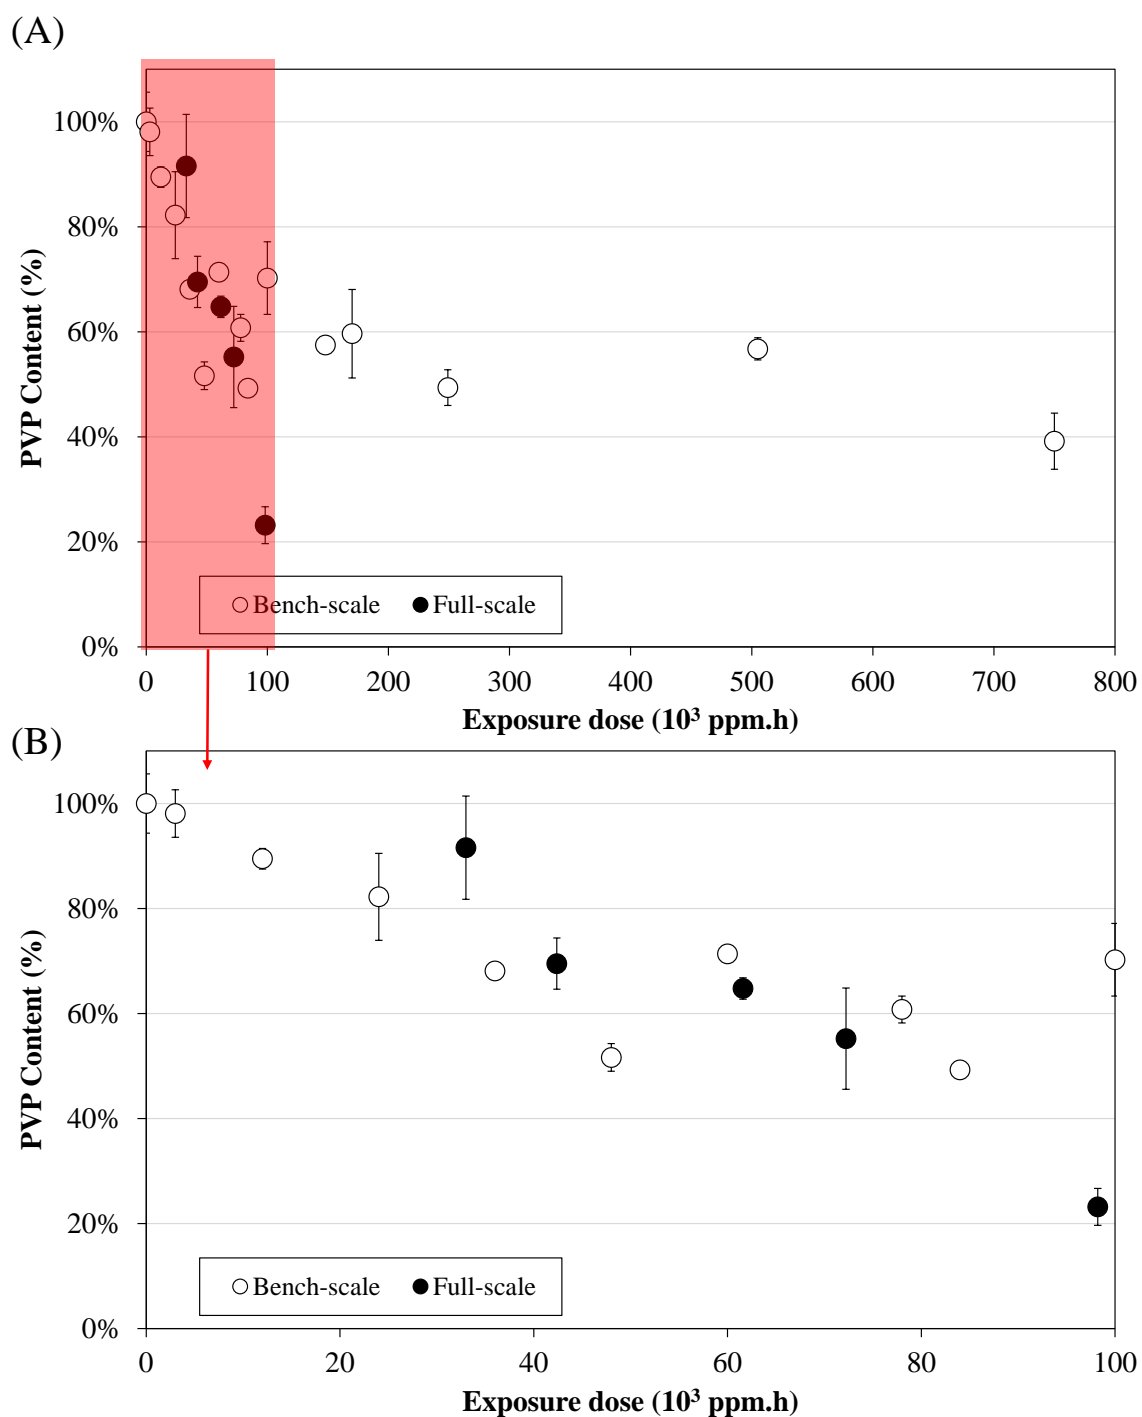 (A)
100%
80%
60%
40%
20%
0%
PVP Content (%)
Bench-scale Full-scale
0 100 200 300 400 500 600 700 800
Exposure dose (10³ ppm.h)
(B)
100%
80%
60%
40%
20%
0%
PVP Content (%)
Bench-scale Full-scale
0 20 40 60 80 100
Exposure dose (10³ ppm.h)